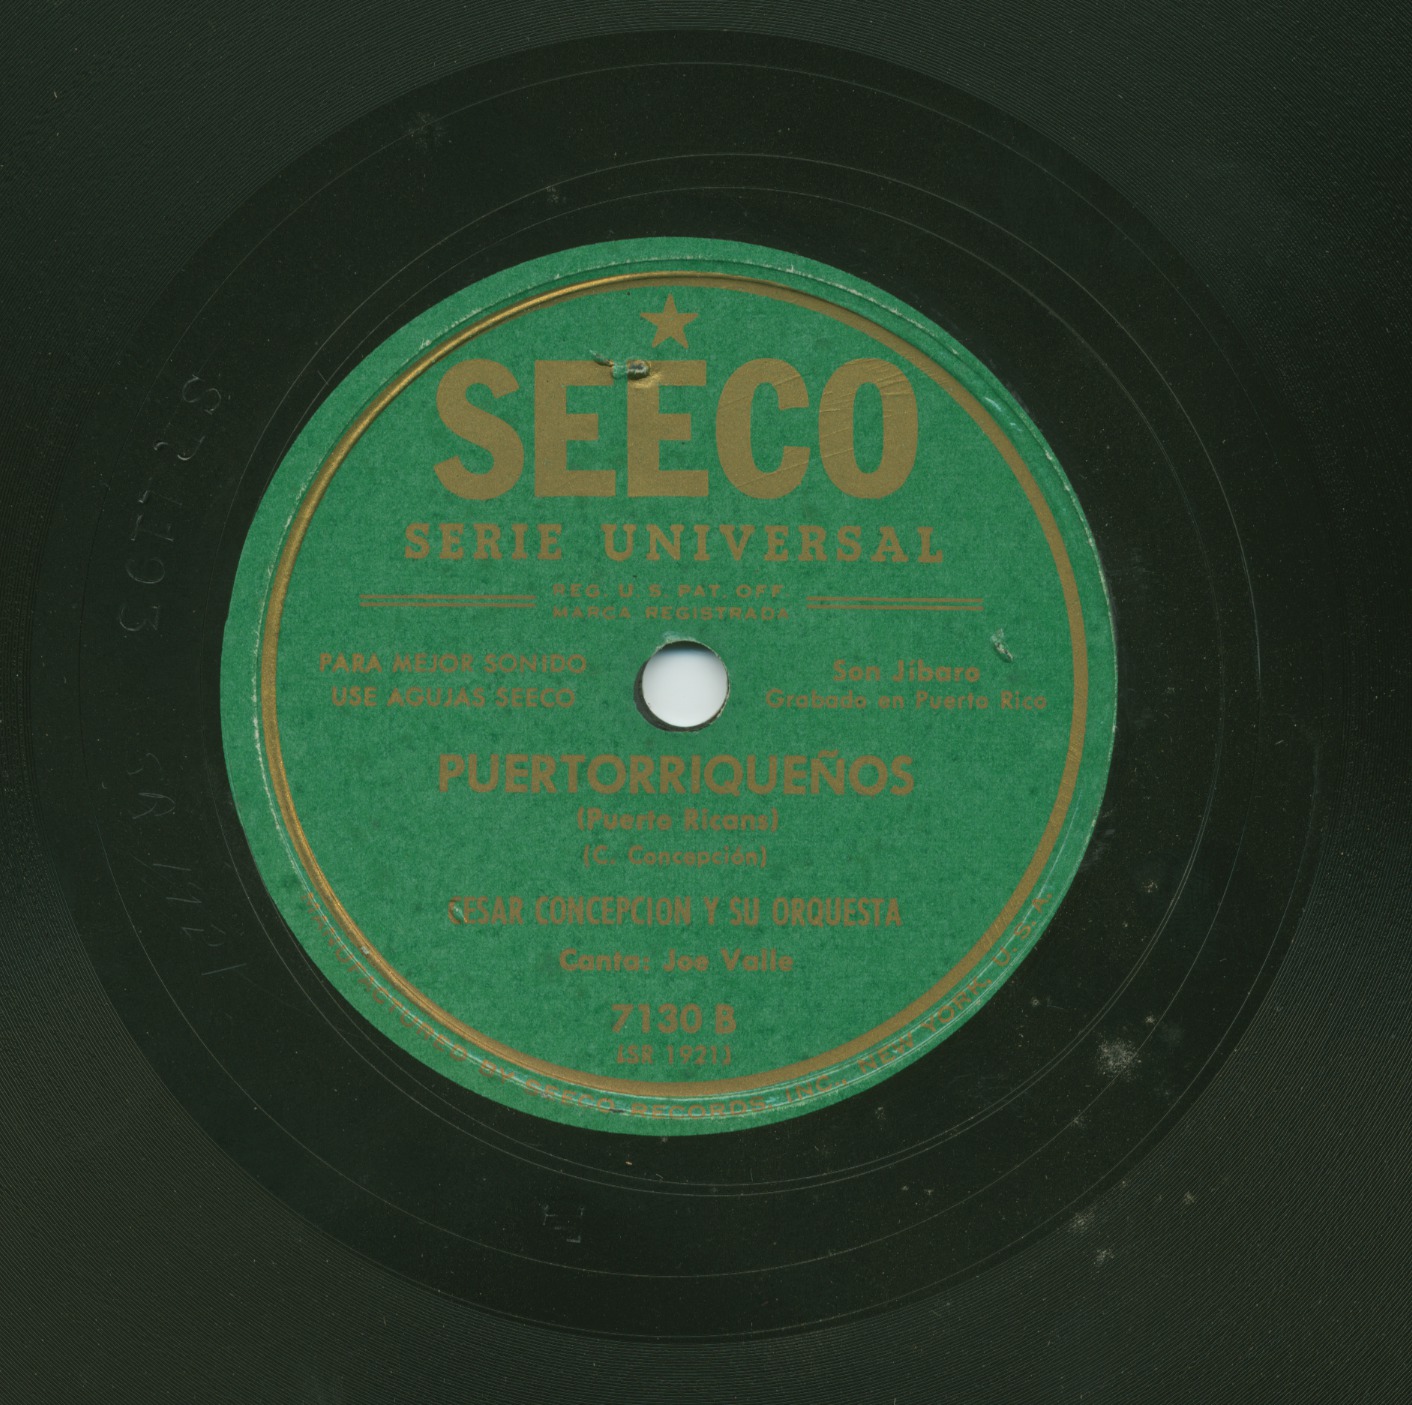 SEECO
SERIE UNIVERSAL
REG. U. S. PAT. OFF.
MARCA REGISTRADA
PARA MEJOR SONIDO
USE AGUJAS SEECO
Son Jibaro
Grabado en Puerto Rico
PUERTORRIQUEÑOS
(Puerto Ricans)
(C. Concepción)
CESAR CONCEPCION Y SU ORQUESTA
Canta: Joe Valle
7130 B
(SR 1921)
MANUFACTURED BY SEECO RECORDS, INC., NEW YORK, U. S. A.